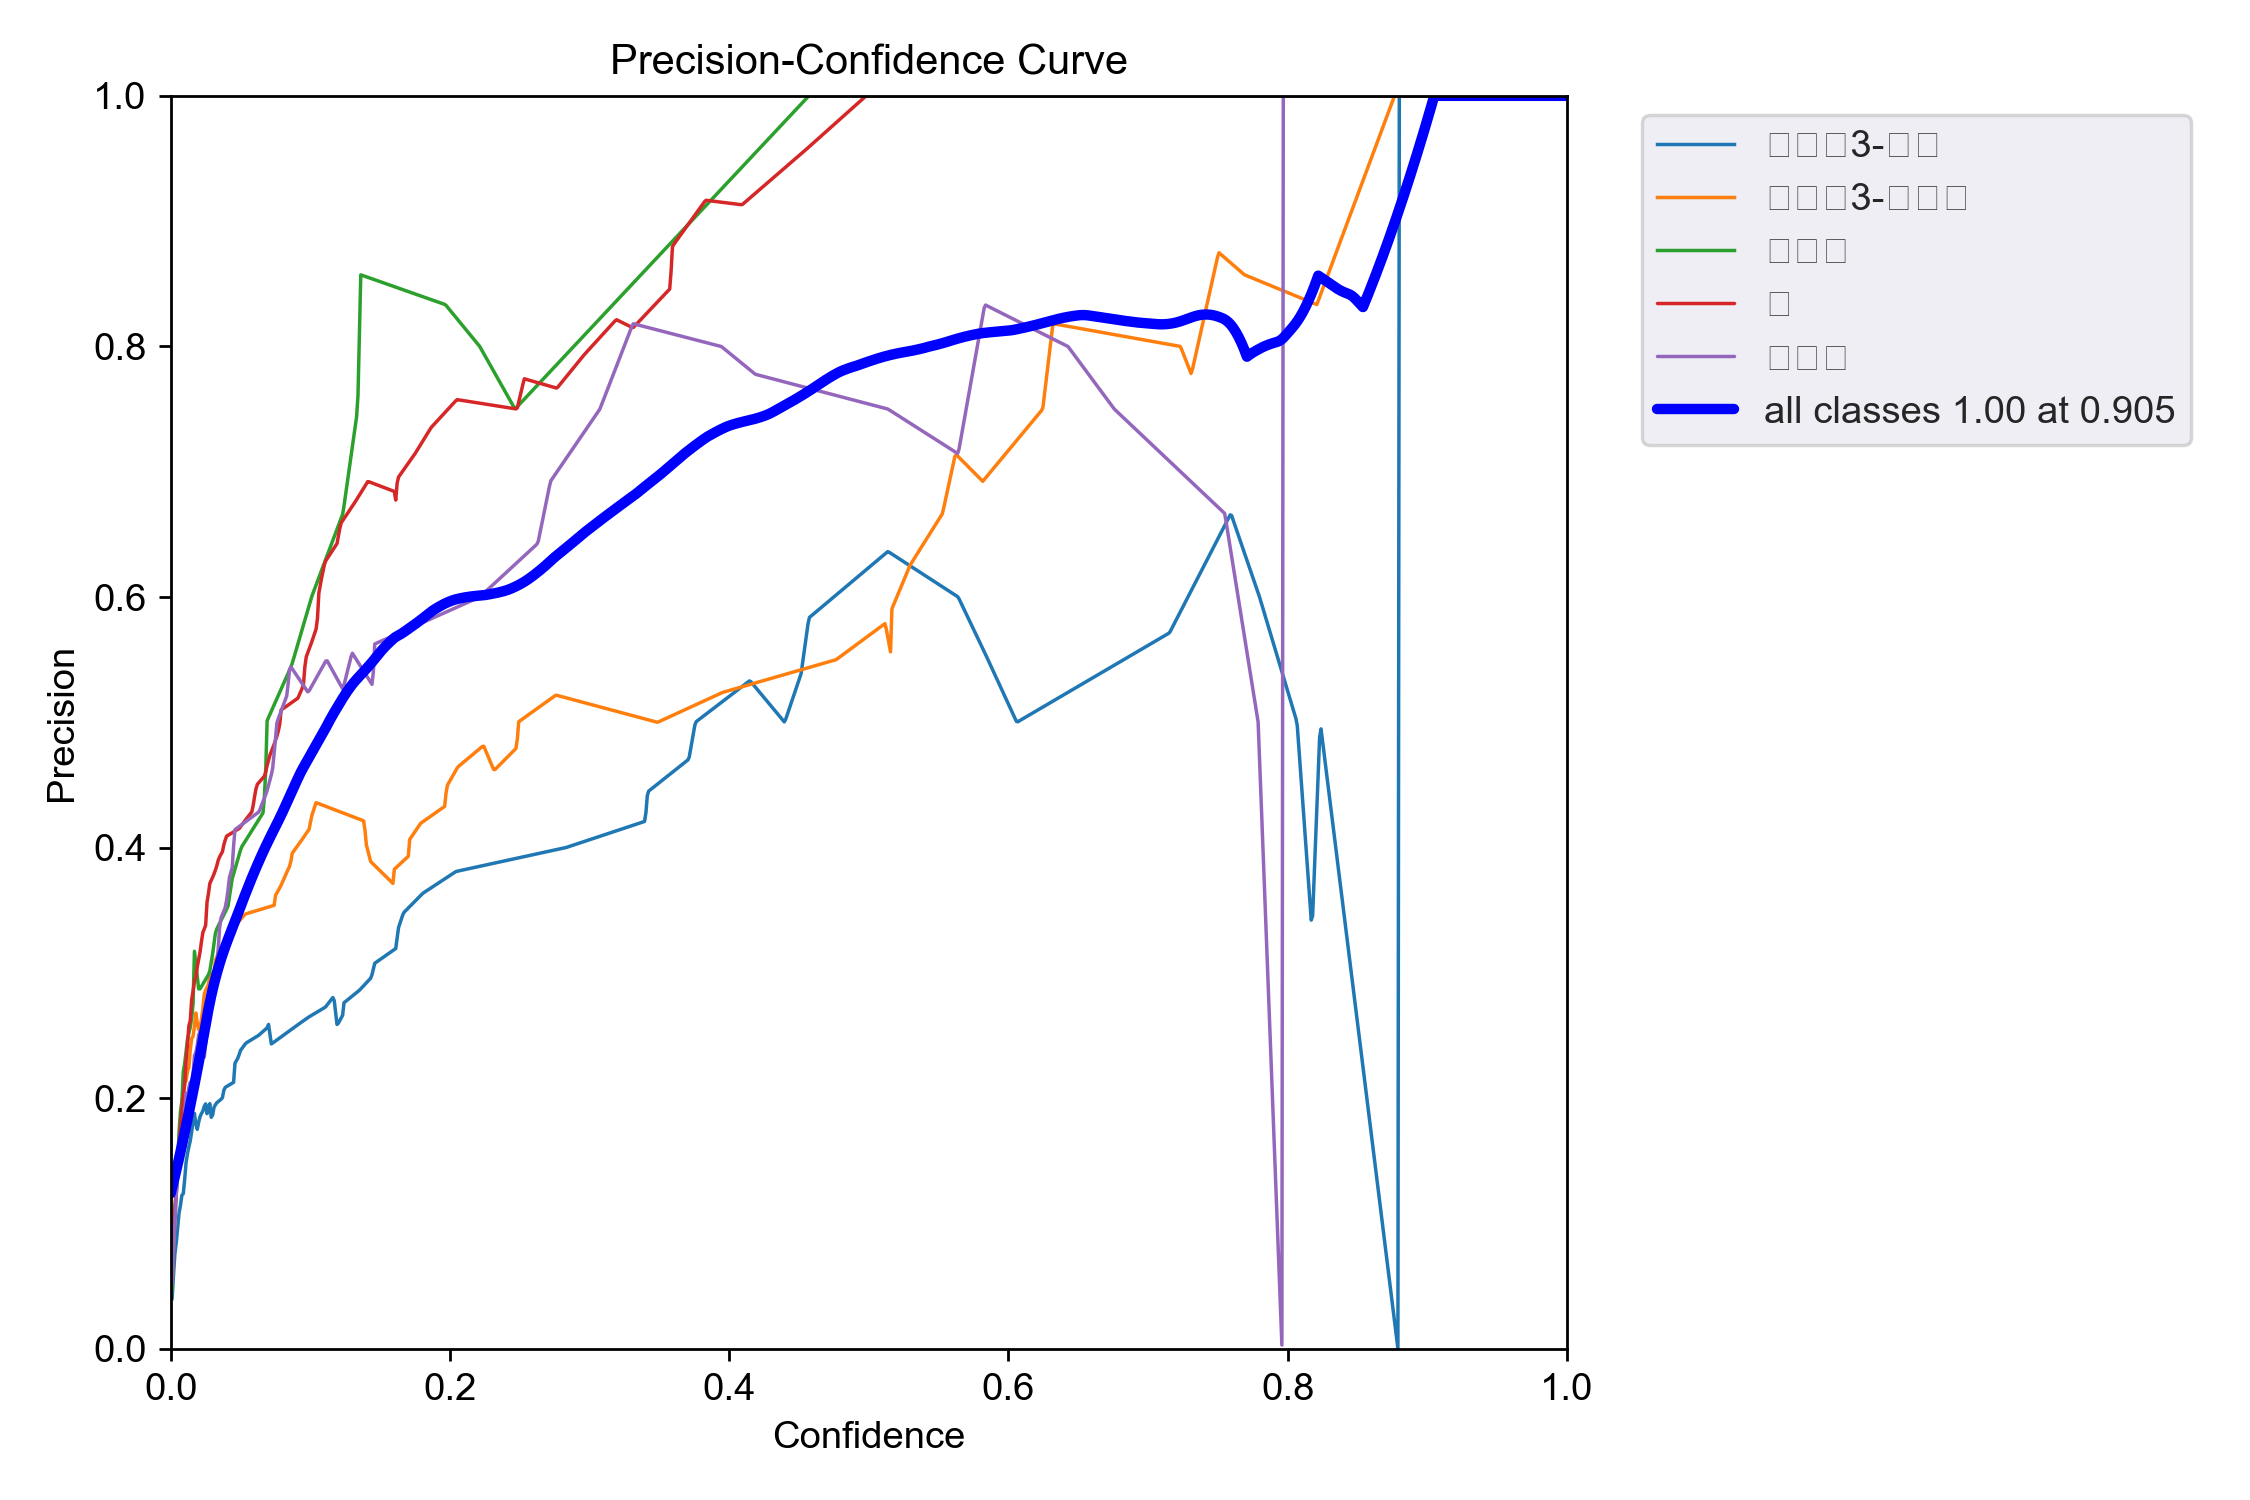 Precision-Confidence Curve
1.0
0.8
0.6
0.4
0.2
0.0
0.0 0.2 0.4 0.6 0.8 1.0
Precision
Confidence
□□□3-□□
□□□3-□□□
□□□
□
□□□
all classes 1.00 at 0.905